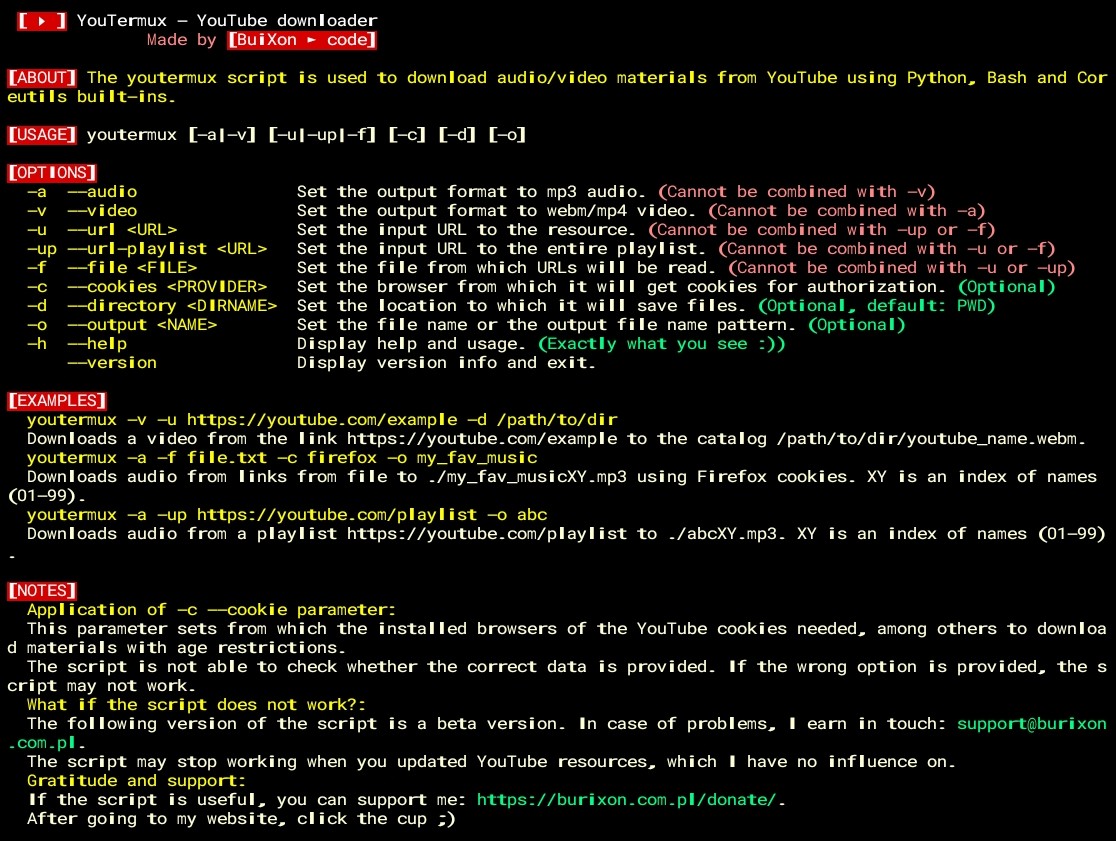 [ ▶ ] YouTermux – YouTube downloader
Made by [BuiXon ► code]
[ABOUT] The youtermux script is used to download audio/video materials from YouTube using Python, Bash and Cor
eutils built-ins.
[USAGE] youtermux [-a|-v] [-u|-up|-f] [-c] [-d] [-o]
[OPTIONS]
-a --audio Set the output format to mp3 audio. (Cannot be combined with -v)
-v --video Set the output format to webm/mp4 video. (Cannot be combined with -a)
-u --url <URL> Set the input URL to the resource. (Cannot be combined with -up or -f)
-up --url-playlist <URL> Set the input URL to the entire playlist. (Cannot be combined with -u or -f)
-f --file <FILE> Set the file from which URLs will be read. (Cannot be combined with -u or -up)
-c --cookies <PROVIDER> Set the browser from which it will get cookies for authorization. (Optional)
-d --directory <DIRNAME> Set the location to which it will save files. (Optional, default: PWD)
-o --output <NAME> Set the file name or the output file name pattern. (Optional)
-h --help Display help and usage. (Exactly what you see :))
--version Display version info and exit.
[EXAMPLES]
youtermux -v -u https://youtube.com/example -d /path/to/dir
Downloads a video from the link https://youtube.com/example to the catalog /path/to/dir/youtube_name.webm.
youtermux -a -f file.txt -c firefox -o my_fav_music
Downloads audio from links from file to ./my_fav_musicXY.mp3 using Firefox cookies. XY is an index of names
(01-99).
youtermux -a -up https://youtube.com/playlist -o abc
Downloads audio from a playlist https://youtube.com/playlist to ./abcXY.mp3. XY is an index of names (01-99)
.
[NOTES]
Application of -c --cookie parameter:
This parameter sets from which the installed browsers of the YouTube cookies needed, among others to downloa
d materials with age restrictions.
The script is not able to check whether the correct data is provided. If the wrong option is provided, the s
cript may not work.
What if the script does not work?:
The following version of the script is a beta version. In case of problems, I earn in touch: support@burixon
.com.pl.
The script may stop working when you updated YouTube resources, which I have no influence on.
Gratitude and support:
If the script is useful, you can support me: https://burixon.com.pl/donate/.
After going to my website, click the cup ;)